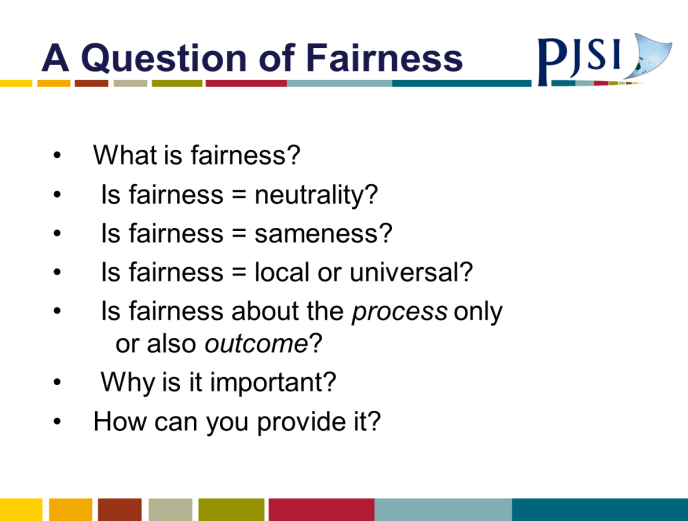 A Question of Fairness
PJSI
• What is fairness?
• Is fairness = neutrality?
• Is fairness = sameness?
• Is fairness = local or universal?
• Is fairness about the process only
or also outcome?
• Why is it important?
• How can you provide it?